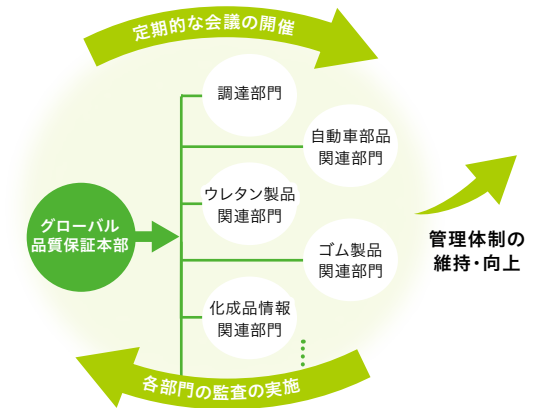 定期的な会議の開催
調達部門
自動車部品
関連部門
ウレタン製品
関連部門
グローバル
品質保証本部
ゴム製品
関連部門
管理体制の
維持・向上
化成品情報
関連部門
各部門の監査の実施